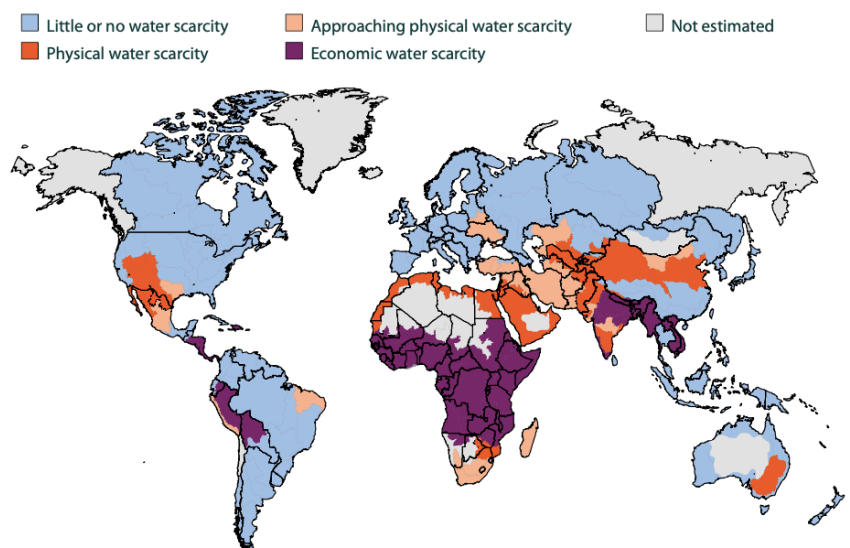 Little or no water scarcity
Approaching physical water scarcity
Not estimated
Physical water scarcity
Economic water scarcity